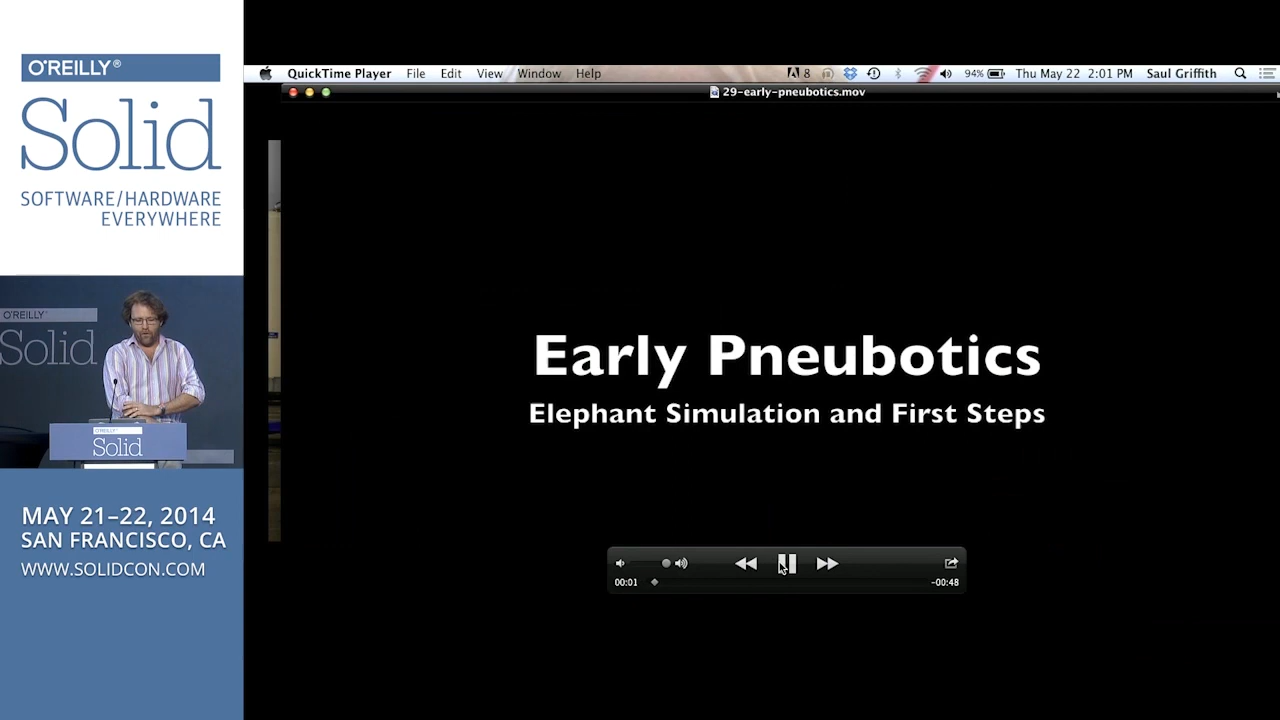 O'REILLY®
Solid
SOFTWARE/HARDWARE
EVERYWHERE
O'REILLY
Solid
O'REILLY
Solid
MAY 21–22, 2014
SAN FRANCISCO, CA
WWW.SOLIDCON.COM
QuickTime Player File Edit View Window Help 8 94% Thu May 22 2:01 PM Saul Griffith
29-early-pneubotics.mov
Early Pneubotics
Elephant Simulation and First Steps
00:01 -00:48